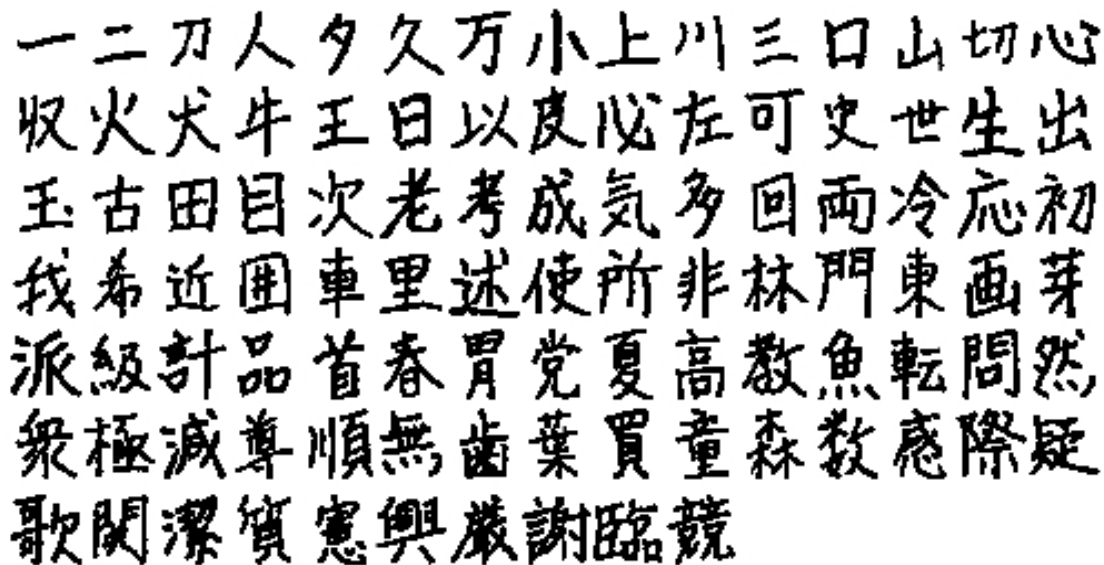 一二刀人夕久万小上川三口山切心
収火犬牛王日以皮必左可史世生出
玉古田目次老考成気多回両冷応初
我希近囲車里述使所非林門東画芽
派級計品首春胃党夏高教魚転問然
衆極減尊順無歯葉買童森数感際疑
歌関潔質憲興厳謝臨競